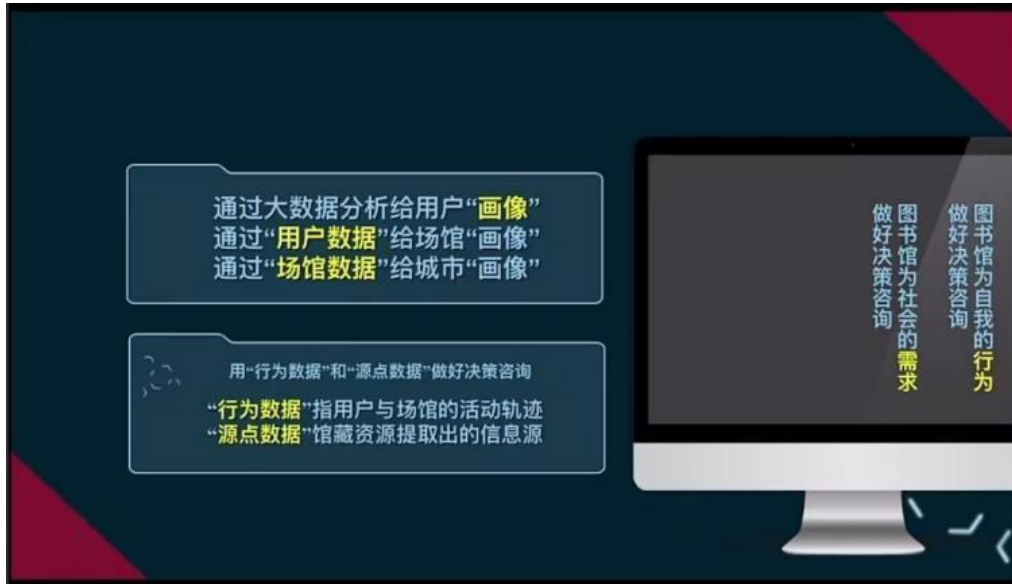 通过大数据分析给用户“画像”
通过“用户数据”给场馆“画像”
通过“场馆数据”给城市“画像”
用“行为数据”和“源点数据”做好决策咨询
“行为数据”指用户与场馆的活动轨迹
“源点数据”馆藏资源提取出的信息源
图书馆为自我的行为
做好决策咨询
图书馆为社会的需求
做好决策咨询